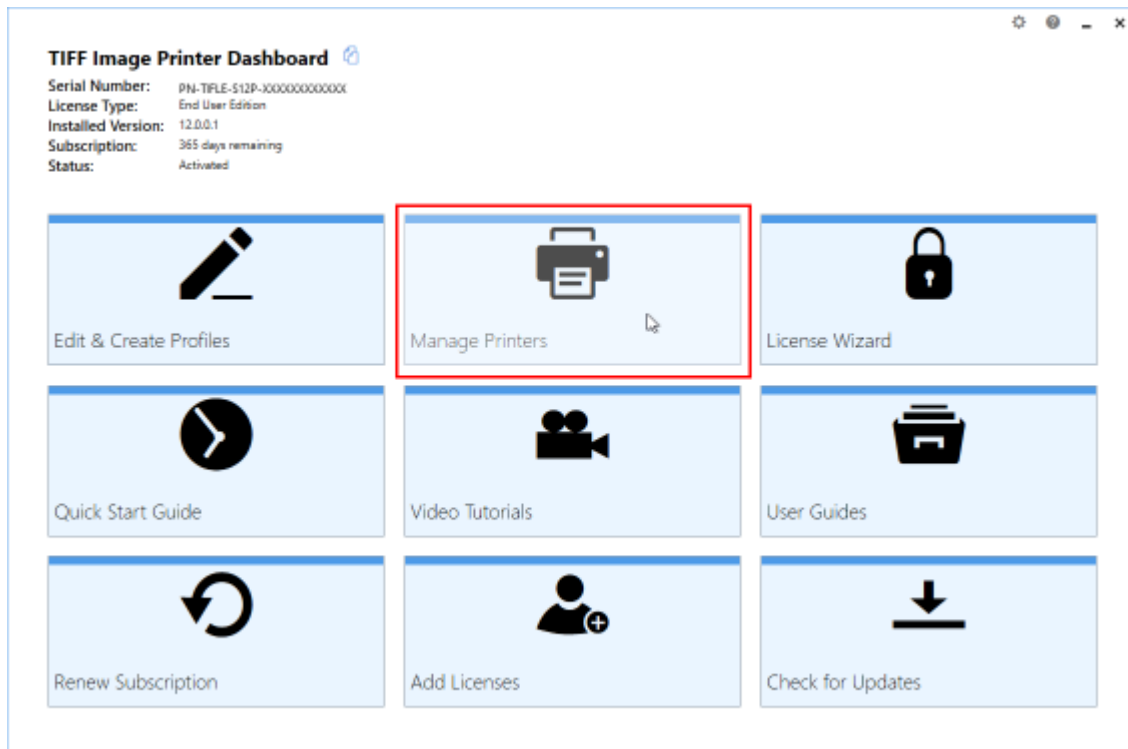 TIFF Image Printer Dashboard
Serial Number: PN-TIFLE-S12P-XXXXXXXXXXXX
License Type: End User Edition
Installed Version: 12.0.0.1
Subscription: 365 days remaining
Status: Activated
Edit & Create Profiles
Manage Printers
License Wizard
Quick Start Guide
Video Tutorials
User Guides
Renew Subscription
Add Licenses
Check for Updates